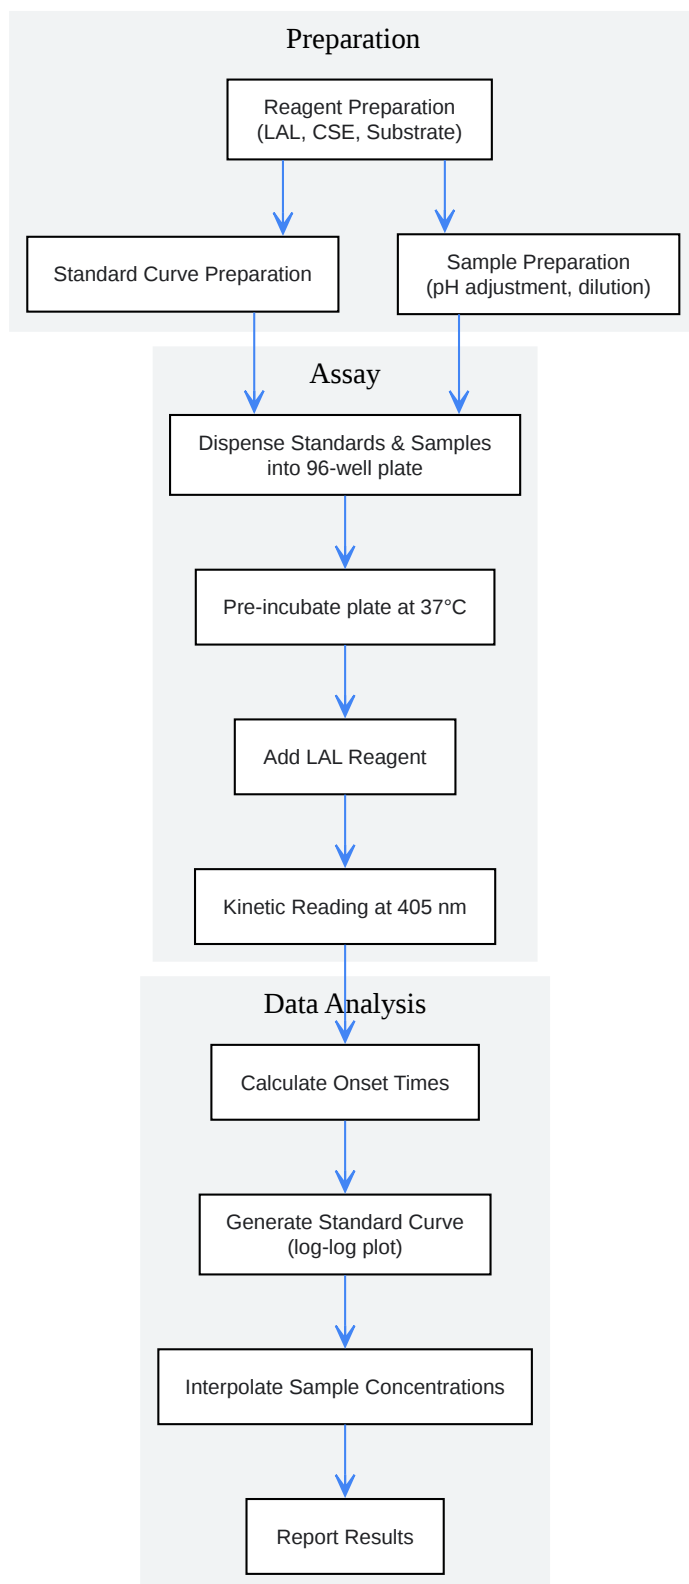 Preparation
Reagent Preparation
(LAL, CSE, Substrate)
Standard Curve Preparation
Sample Preparation
(pH adjustment, dilution)
Assay
Dispense Standards & Samples
into 96-well plate
Pre-incubate plate at 37°C
Add LAL Reagent
Kinetic Reading at 405 nm
Data Analysis
Calculate Onset Times
Generate Standard Curve
(log-log plot)
Interpolate Sample Concentrations
Report Results